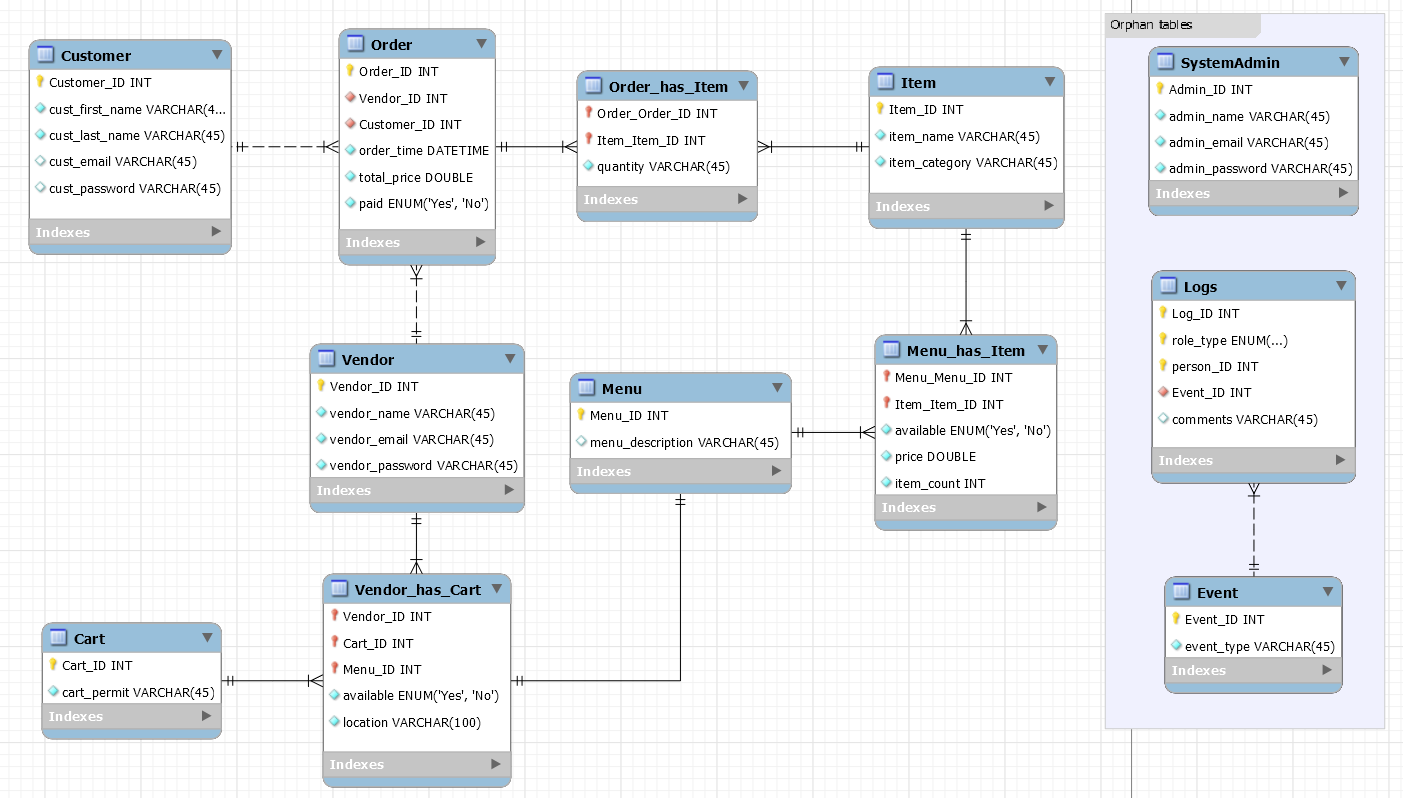 Customer
Customer_ID INT
cust_first_name VARCHAR(4...
cust_last_name VARCHAR(45)
cust_email VARCHAR(45)
cust_password VARCHAR(45)
Indexes
Order
Order_ID INT
Vendor_ID INT
Customer_ID INT
order_time DATETIME
total_price DOUBLE
paid ENUM('Yes', 'No')
Indexes
Order_has_Item
Order_Order_ID INT
Item_Item_ID INT
quantity VARCHAR(45)
Indexes
Item
Item_ID INT
item_name VARCHAR(45)
item_category VARCHAR(45)
Indexes
Orphan tables
SystemAdmin
Admin_ID INT
admin_name VARCHAR(45)
admin_email VARCHAR(45)
admin_password VARCHAR(45)
Indexes
Logs
Log_ID INT
role_type ENUM(...)
person_ID INT
Event_ID INT
comments VARCHAR(45)
Indexes
Vendor
Vendor_ID INT
vendor_name VARCHAR(45)
vendor_email VARCHAR(45)
vendor_password VARCHAR(45)
Indexes
Menu
Menu_ID INT
menu_description VARCHAR(45)
Indexes
Menu_has_Item
Menu_Menu_ID INT
Item_Item_ID INT
available ENUM('Yes', 'No')
price DOUBLE
item_count INT
Indexes
Cart
Cart_ID INT
cart_permit VARCHAR(45)
Indexes
Vendor_has_Cart
Vendor_ID INT
Cart_ID INT
Menu_ID INT
available ENUM('Yes', 'No')
location VARCHAR(100)
Indexes
Event
Event_ID INT
event_type VARCHAR(45)
Indexes